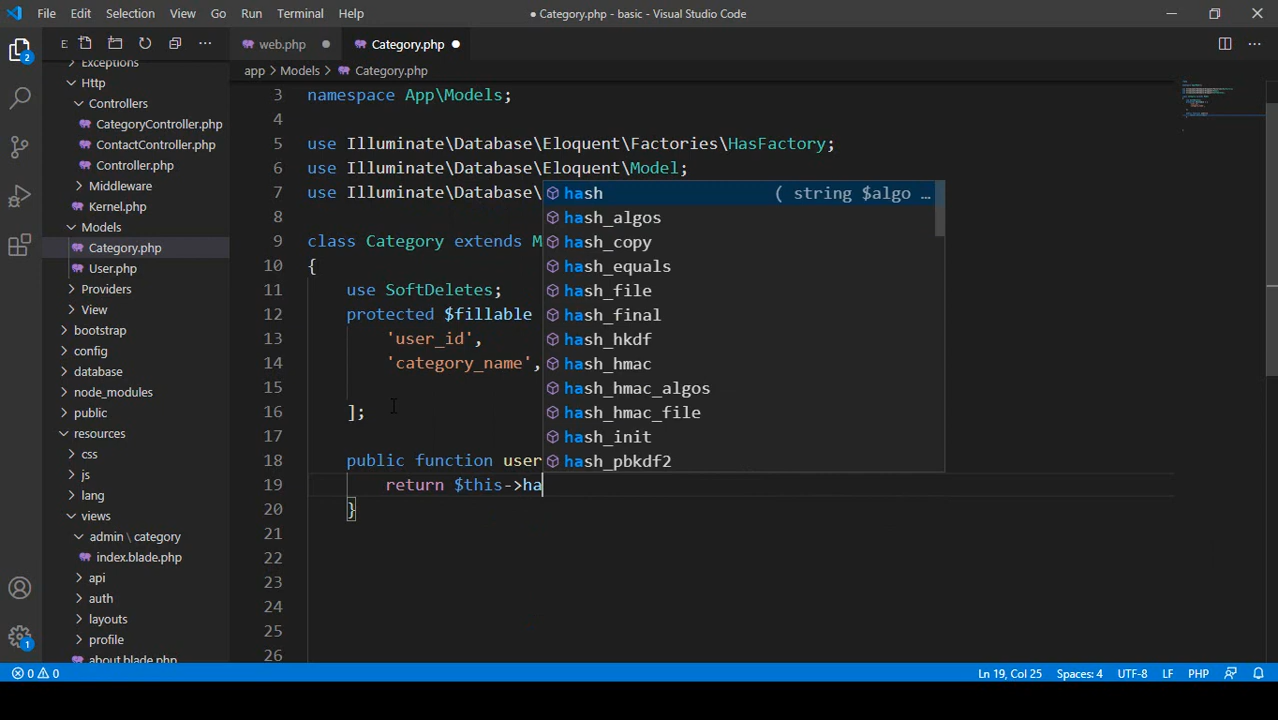 File Edit Selection View Go Run Terminal Help
● Category.php - basic - Visual Studio Code
E
web.php
Category.php
app > Models > Category.php
Exceptions
Http
Controllers
CategoryController.php
ContactController.php
Controller.php
Middleware
Kernel.php
Models
Category.php
User.php
Providers
View
bootstrap
config
database
node_modules
public
resources
css
js
lang
views
admin \ category
index.blade.php
api
auth
layouts
profile
about.blade.php
3 namespace App\Models;
4
5 use Illuminate\Database\Eloquent\Factories\HasFactory;
6 use Illuminate\Database\Eloquent\Model;
7 use Illuminate\Database\
8
9 class Category extends M
10 {
11 use SoftDeletes;
12 protected $fillable
13 'user_id',
14 'category_name',
15
16 ];
17
18 public function user
19 return $this->ha
20 }
21
22
23
24
25
26
hash ( string $algo …
hash_algos
hash_copy
hash_equals
hash_file
hash_final
hash_hkdf
hash_hmac
hash_hmac_algos
hash_hmac_file
hash_init
hash_pbkdf2
2
1
0 0
Ln 19, Col 25 Spaces: 4 UTF-8 LF PHP